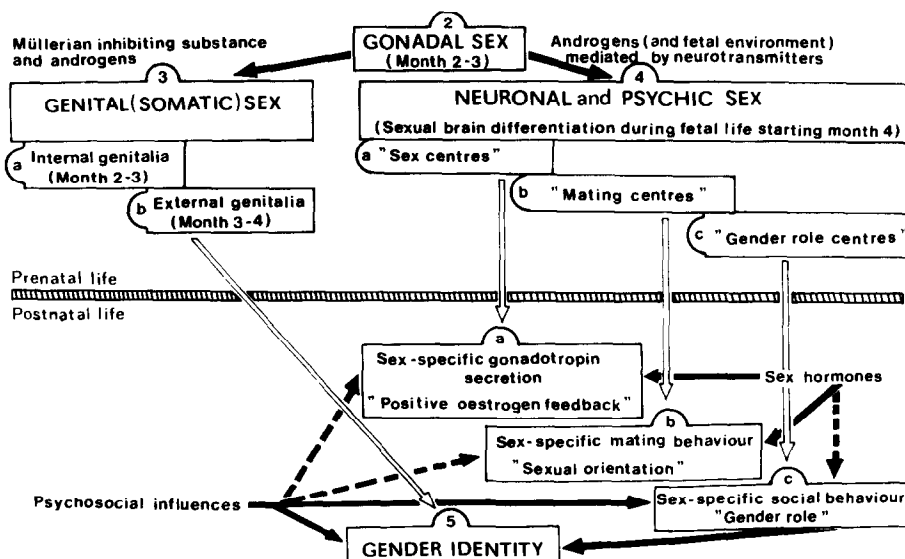 2
GONADAL SEX
(Month 2-3)
Müllerian inhibiting substance
and androgens
Androgens (and fetal environment)
mediated by neurotransmitters
3
GENITAL (SOMATIC) SEX
4
NEURONAL and PSYCHIC SEX
(Sexual brain differentiation during fetal life starting month 4)
a
Internal genitalia
(Month 2-3)
b
External genitalia
(Month 3-4)
a
"Sex centres"
b
"Mating centres"
c
"Gender role centres"
Prenatal life
Postnatal life
a
Sex-specific gonadotropin
secretion
"Positive oestrogen feedback"
Sex hormones
b
Sex-specific mating behaviour
"Sexual orientation"
c
Sex-specific social behaviour
"Gender role"
Psychosocial influences
5
GENDER IDENTITY